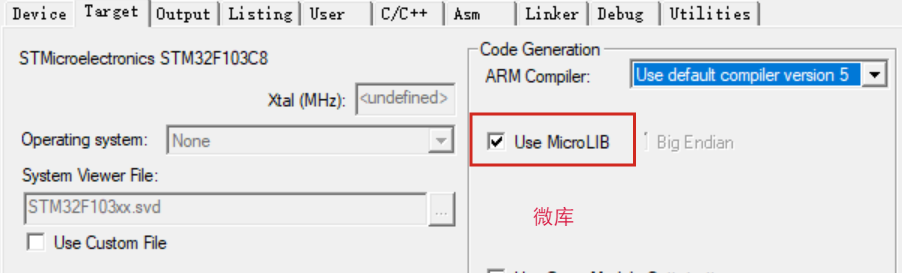 Device Target Output Listing User C/C++ Asm Linker Debug Utilities
STMicroelectronics STM32F103C8
Xtal (MHz): <undefined>
Operating system: None
System Viewer File:
STM32F103xx.svd ...
Use Custom File
Code Generation
ARM Compiler: Use default compiler version 5
Use MicroLIB Big Endian
微库